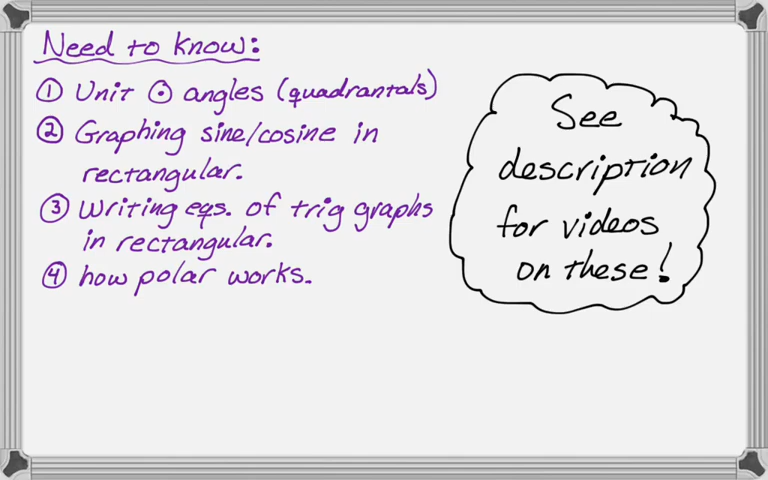 Need to know:
① Unit ⊙ angles (quadrantals)
② Graphing sine/cosine in
rectangular.
③ Writing eqs. of trig graphs
in rectangular.
④ how polar works.
See
description
for videos
on these!